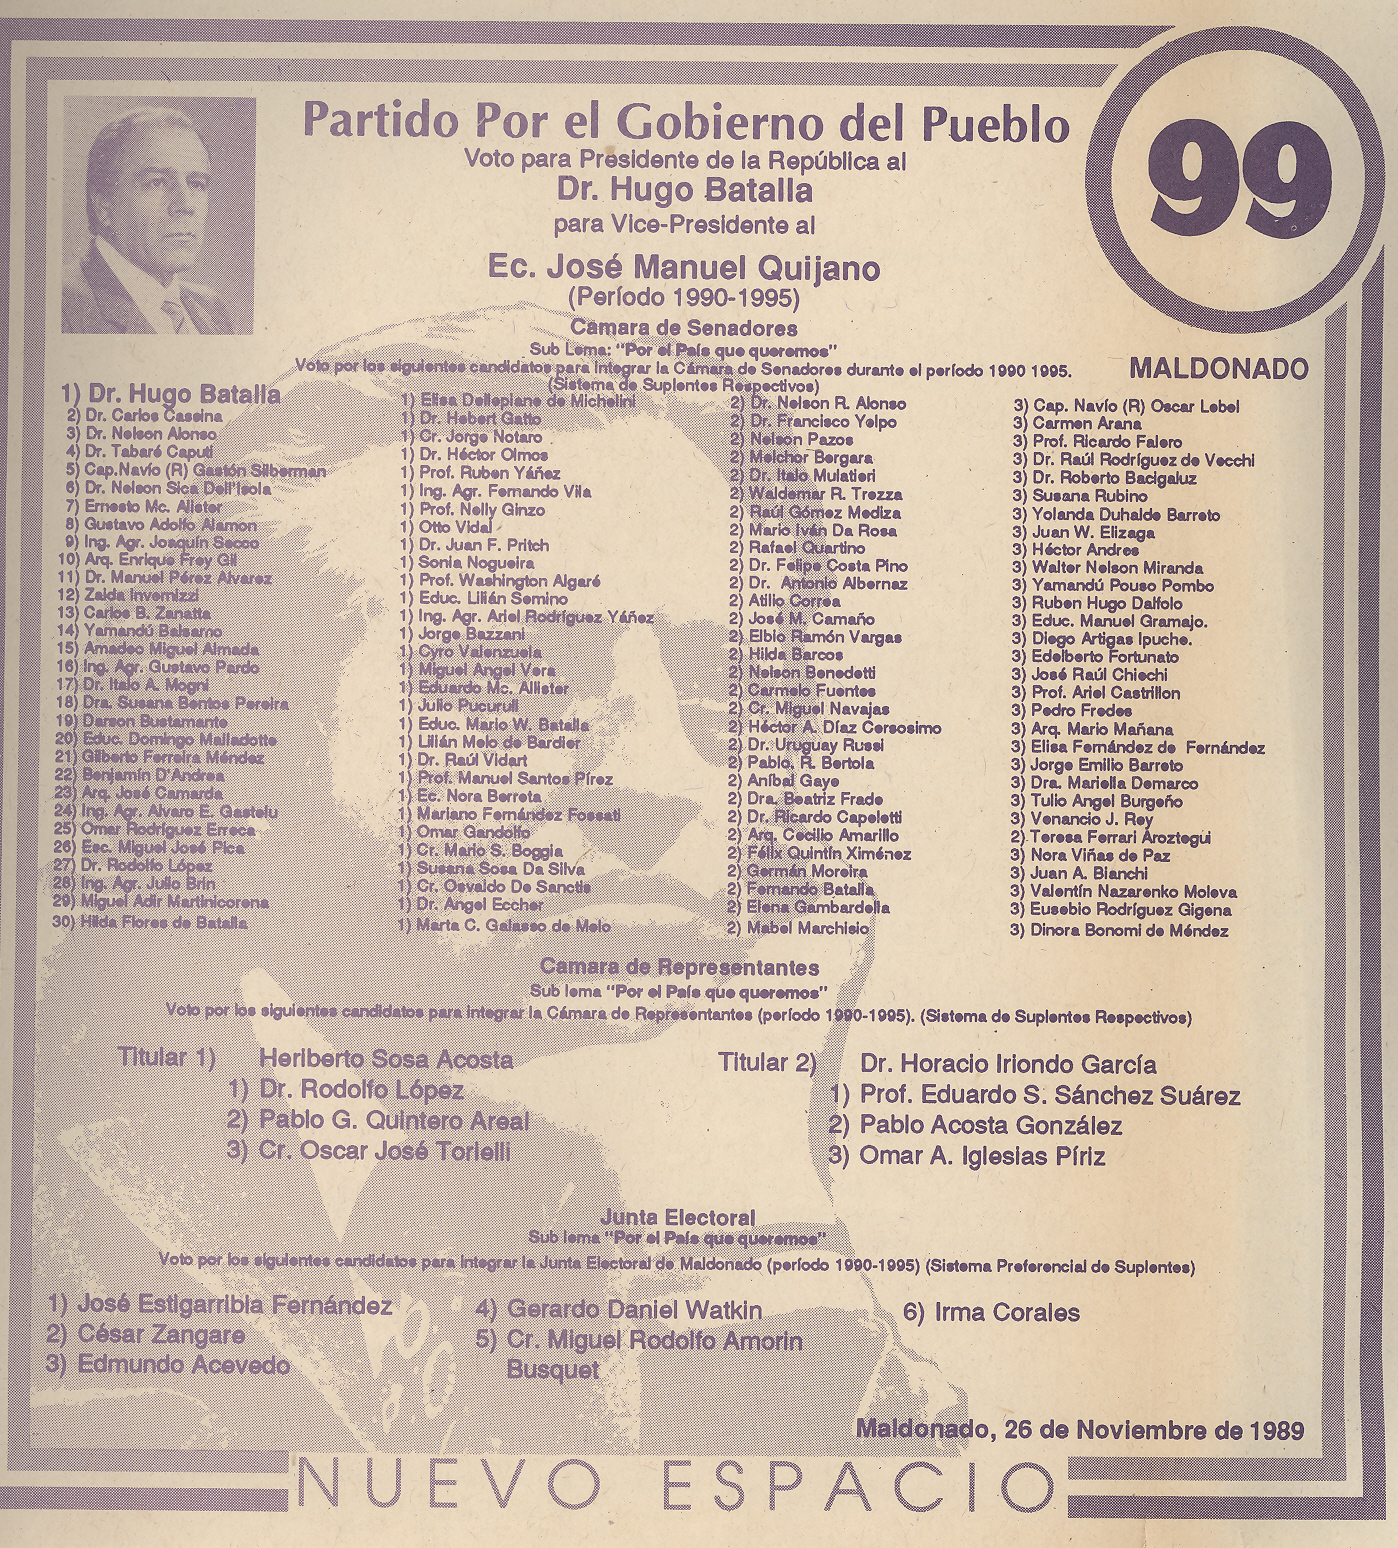 Partido Por el Gobierno del Pueblo
99
Voto para Presidente de la República al
Dr. Hugo Batalla
para Vice-Presidente al
Ec. José Manuel Quijano
(Período 1990-1995)
Camara de Senadores
Sub Lema: “Por el País que queremos”
MALDONADO
Voto por los siguientes candidatos para Integrar la Cámara de Senadores durante el período 1990 1995.
(Sistema de Suplentes Respectivos)
1) Dr. Hugo Batalla
2) Dr. Carlos Cassina
3) Dr. Nelson Alonso
4) Dr. Tabaré Caputi
5) Cap.Navío (R) Gastón Silberman
6) Dr. Nelson Sica Dell'Isola
7) Ernesto Mc. Alister
8) Gustavo Adolfo Alamon
9) Ing. Agr. Joaquín Secco
10) Arq. Enrique Frey Gil
11) Dr. Manuel Pérez Alvarez
12) Zaida Invernizzi
13) Carlos B. Zanatta
14) Yamandú Balsamo
15) Amadeo Miguel Almada
16) Ing. Agr. Gustavo Pardo
17) Dr. Italo A. Mogni
18) Dra. Susana Bentos Pereira
19) Darson Bustamante
20) Educ. Domingo Malladotte
21) Gilberto Ferreira Méndez
22) Benjamín D'Andrea
23) Arq. José Camarda
24) Ing. Agr. Alvaro E. Gastelu
25) Omar Rodríguez Erreca
26) Esc. Miguel José Pica
27) Dr. Rodolfo López
28) Ing. Agr. Julio Brin
29) Miguel Adir Martinicorena
30) Hilda Flores de Batalla
1) Elisa Dellepiane de Michelini
1) Dr. Hebert Gatto
1) Cr. Jorge Notaro
1) Dr. Héctor Olmos
1) Prof. Ruben Yáñez
1) Ing. Agr. Fernando Vila
1) Prof. Nelly Ginzo
1) Otto Vidal
1) Dr. Juan F. Pritch
1) Sonia Nogueira
1) Prof. Washington Algaré
1) Educ. Lilián Semino
1) Ing. Agr. Ariel Rodríguez Yáñez
1) Jorge Bazzani
1) Cyro Valenzuela
1) Miguel Angel Vera
1) Eduardo Mc. Allister
1) Julio Pucurull
1) Educ. Mario W. Batalla
1) Lilián Melo de Bardier
1) Dr. Raúl Vidart
1) Prof. Manuel Santos Pírez
1) Ec. Nora Berreta
1) Mariano Fernández Fossati
1) Omar Gandolfo
1) Cr. Mario S. Boggia
1) Susana Sosa Da Silva
1) Cr. Osvaldo De Sanctis
1) Dr. Angel Eccher
1) Marta C. Galasso de Melo
2) Dr. Nelson R. Alonso
2) Dr. Francisco Yelpo
2) Nelson Pazos
2) Melchor Bergara
2) Dr. Italo Mulatieri
2) Waldemar R. Trezza
2) Raúl Gómez Mediza
2) Mario Iván Da Rosa
2) Rafael Quartino
2) Dr. Felipe Costa Pino
2) Dr. Antonio Albernaz
2) Atilio Correa
2) José M. Camaño
2) Elbio Ramón Vargas
2) Hilda Barcos
2) Nelson Benedetti
2) Carmelo Fuentes
2) Cr. Miguel Navajas
2) Héctor A. Díaz Cersosimo
2) Dr. Uruguay Russi
2) Pablo. R. Bertola
2) Aníbal Gaye
2) Dra. Beatriz Frade
2) Dr. Ricardo Capeletti
2) Arq. Cecilio Amarillo
2) Félix Quintín Ximénez
2) Germán Moreira
2) Fernando Batalla
2) Elena Gambardella
2) Mabel Marchisio
3) Cap. Navío (R) Oscar Lebel
3) Carmen Arana
3) Prof. Ricardo Falero
3) Dr. Raúl Rodríguez de Vecchi
3) Dr. Roberto Bacigaluz
3) Susana Rubino
3) Yolanda Duhalde Barreto
3) Juan W. Elizaga
3) Héctor Andres
3) Walter Nelson Miranda
3) Yamandú Pouso Pombo
3) Ruben Hugo Dalfolo
3) Educ. Manuel Gramajo.
3) Diego Artigas Ipuche.
3) Edelberto Fortunato
3) José Raúl Chiechi
3) Prof. Ariel Castrillon
3) Pedro Fredes
3) Arq. Mario Mañana
3) Elisa Fernández de Fernández
3) Jorge Emilio Barreto
3) Dra. Mariella Demarco
3) Tulio Angel Burgeño
3) Venancio J. Rey
2) Teresa Ferrari Aroztegui
3) Nora Viñas de Paz
3) Juan A. Bianchi
3) Valentín Nazarenko Moleva
3) Eusebio Rodríguez Gigena
3) Dinora Bonomi de Méndez
Camara de Representantes
Sub lema “Por el País que queremos”
Voto por los siguientes candidatos para Integrar la Cámara de Representantes (período 1990-1995). (Sistema de Suplentes Respectivos)
Titular 1) Heriberto Sosa Acosta
1) Dr. Rodolfo López
2) Pablo G. Quintero Areal
3) Cr. Oscar José Torielli
Titular 2) Dr. Horacio Iriondo García
1) Prof. Eduardo S. Sánchez Suárez
2) Pablo Acosta González
3) Omar A. Iglesias Píriz
Junta Electoral
Sub lema “Por el País que queremos”
Voto por los siguientes candidatos para Integrar la Junta Electoral de Maldonado (período 1990-1995) (Sistema Preferencial de Suplentes)
1) José Estigarribia Fernández
2) César Zangare
3) Edmundo Acevedo
4) Gerardo Daniel Watkin
5) Cr. Miguel Rodolfo Amorin
Busquet
6) Irma Corales
Maldonado, 26 de Noviembre de 1989
NUEVO ESPACIO